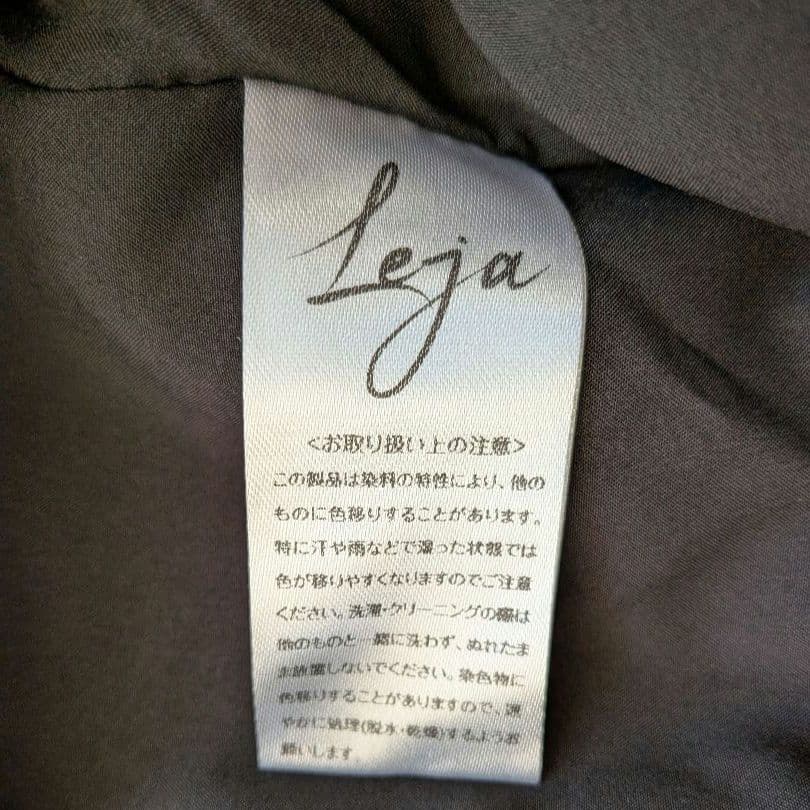 Leja
<お取り扱い上の注意>
この製品は染料の特性により、他の
ものに色移りすることがあります。
特に汗や雨などで湿った状態では
色が移りやすくなりますのでご注意
ください。洗濯・クリーニングの際は
他のものと一緒に洗わず、ぬれたま
ま放置しないでください。染色物に
色移りすることがありますので、速
やかに処理(脱水・乾燥)するようお
願いします。